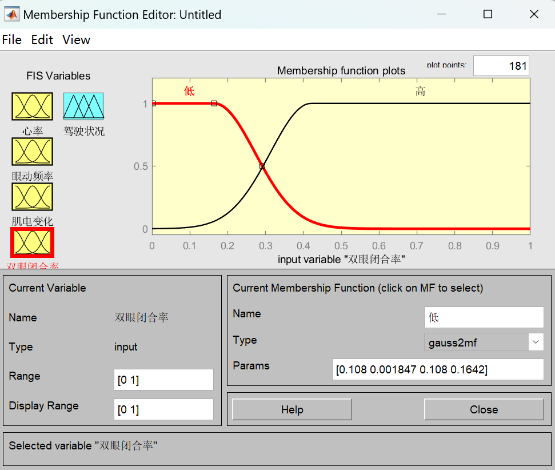 Membership Function Editor: Untitled
File Edit View
FIS Variables
心率
驾驶状况
眼动频率
肌电变化
双眼闭合率
Membership function plots
plot points:
181
低
高
1
0.5
0
0 0.1 0.2 0.3 0.4 0.5 0.6 0.7 0.8 0.9 1
input variable "双眼闭合率"
Current Variable
Name 双眼闭合率
Type input
Range [0 1]
Display Range [0 1]
Current Membership Function (click on MF to select)
Name 低
Type gauss2mf
Params [0.108 0.001847 0.108 0.1642]
Help Close
Selected variable "双眼闭合率"